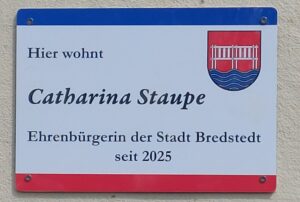 Hier wohnt
Catharina Staupe
Ehrenbürgerin der Stadt Bredstedt
seit 2025